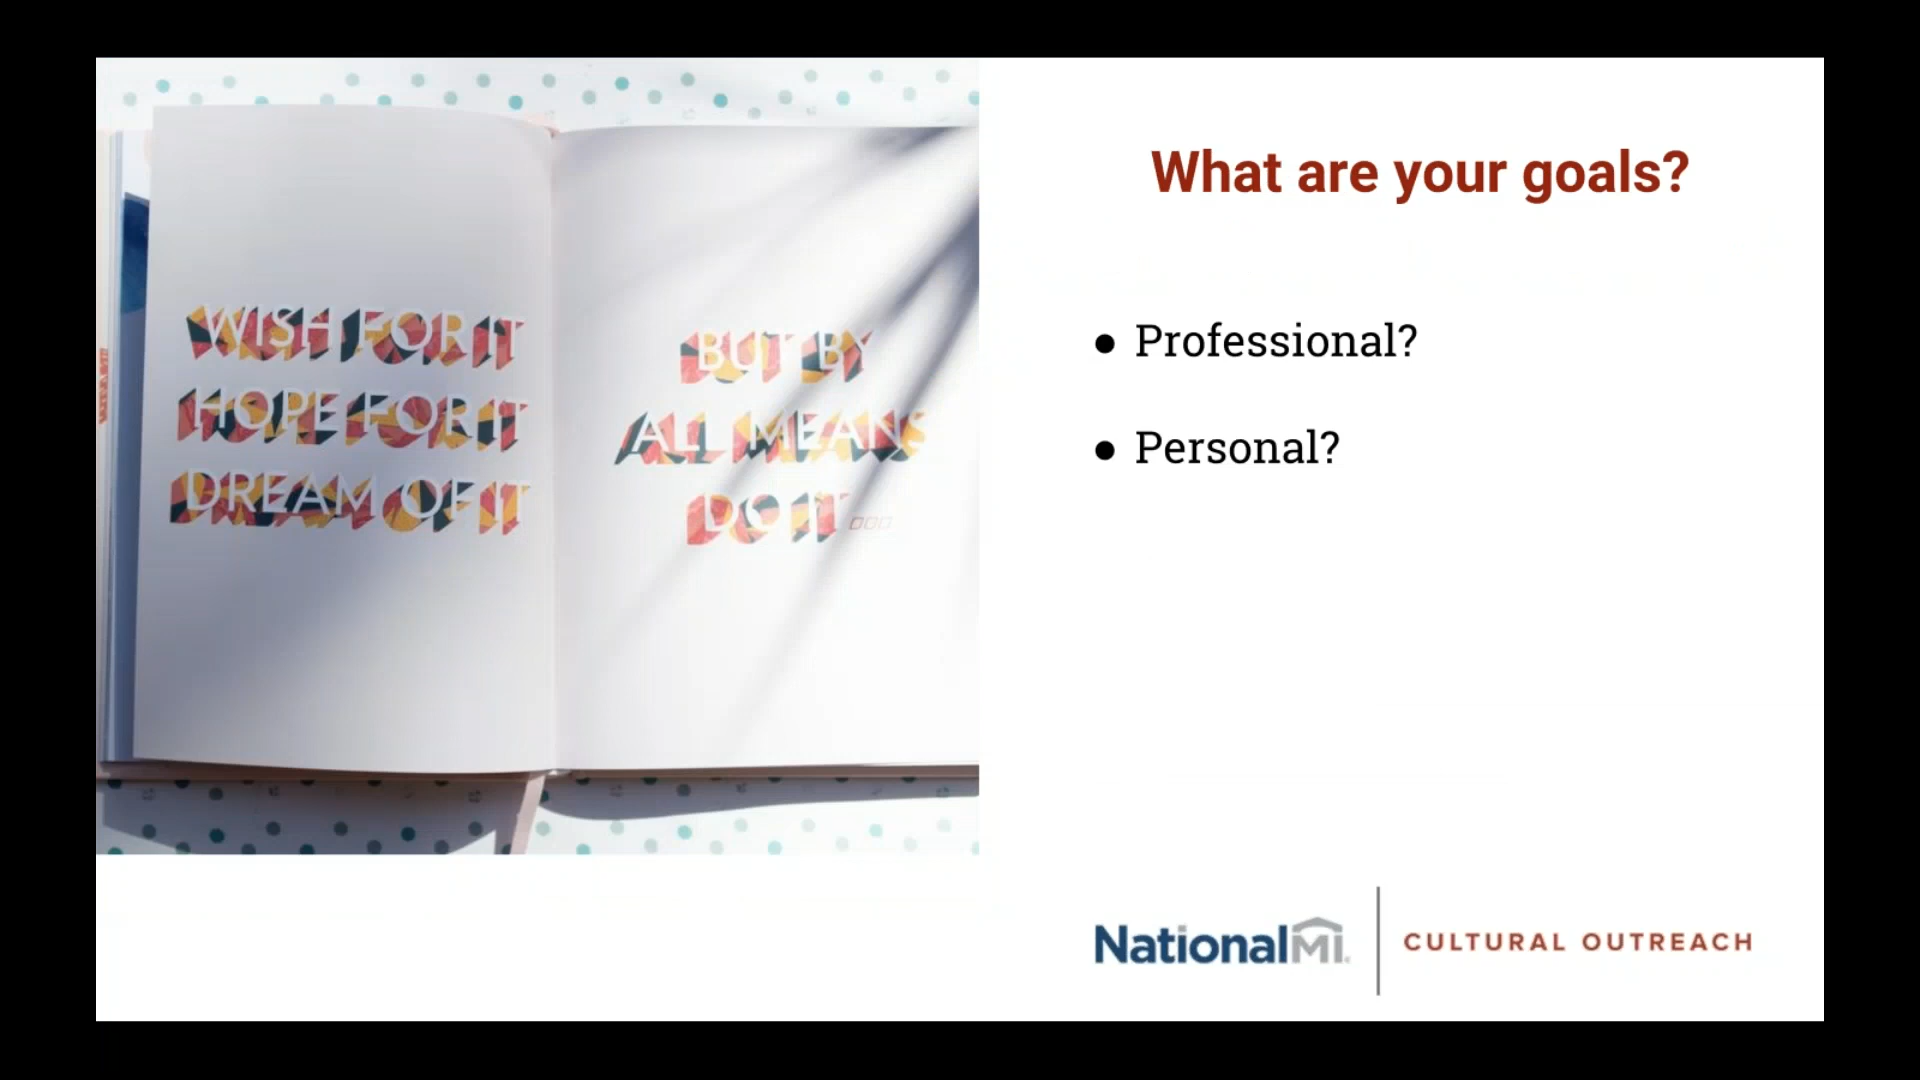 WISH FOR IT
HOPE FOR IT
DREAM OF IT
BUT BY
ALL MEANS
DO IT
What are your goals?
● Professional?
● Personal?
NationalMI.
CULTURAL OUTREACH